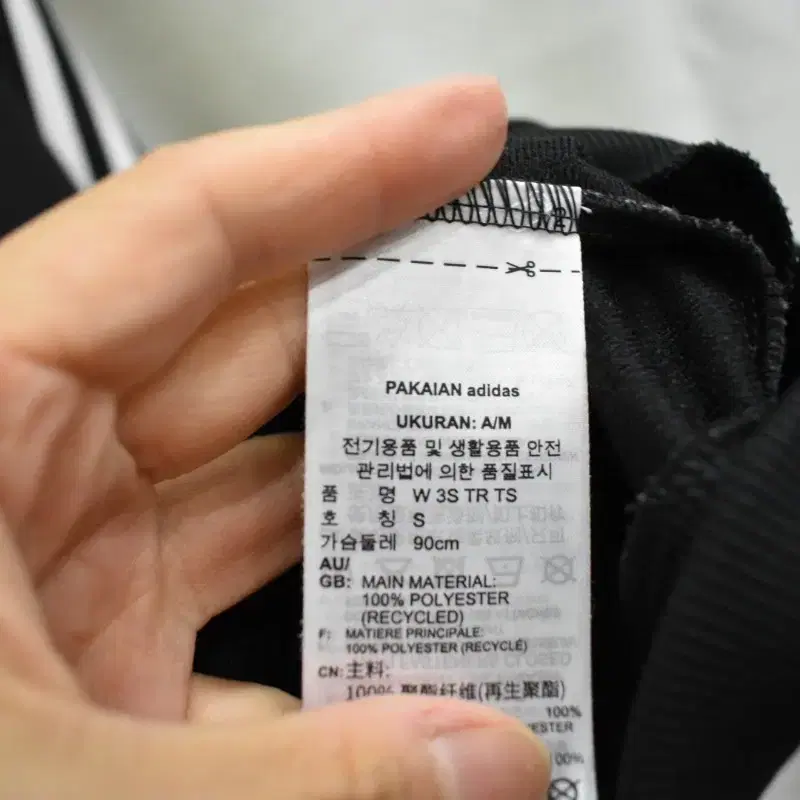 PAKAIAN adidas
UKURAN: A/M
전기용품 및 생활용품 안전
관리법에 의한 품질표시
품 명 W 3S TR TS
호 칭 S
가슴둘레 90cm
AU/
GB: MAIN MATERIAL:
100% POLYESTER
(RECYCLED)
F: MATIERE PRINCIPALE:
100% POLYESTER (RECYCLÉ)
CN: 主料:
100% 聚酯纤维(再生聚酯)
100%